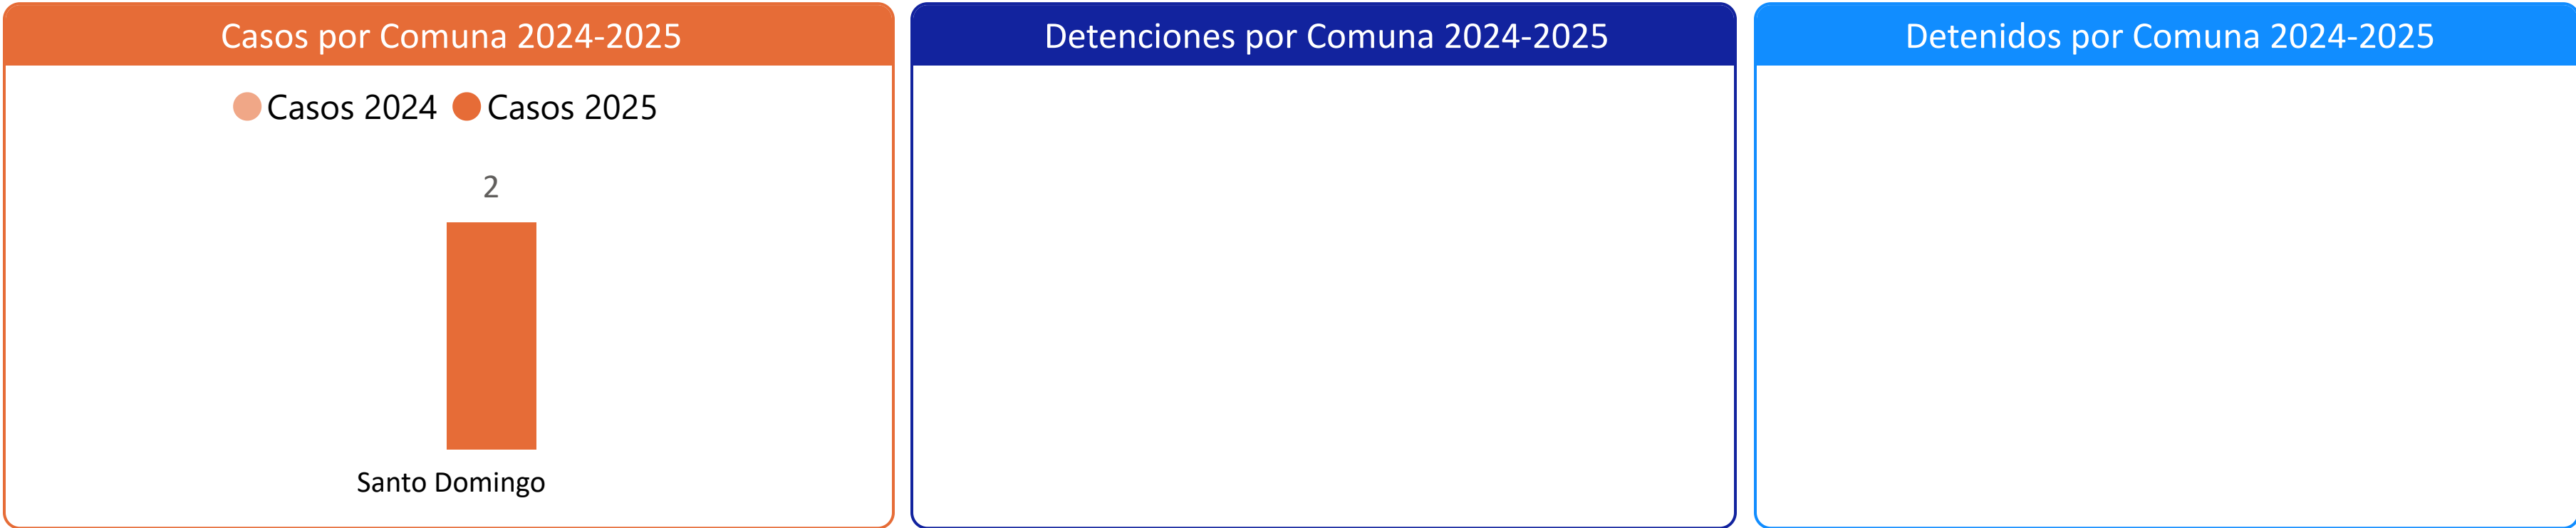 Casos por Comuna 2024-2025
Casos 2024 Casos 2025
2
Santo Domingo
Detenciones por Comuna 2024-2025
Detenidos por Comuna 2024-2025